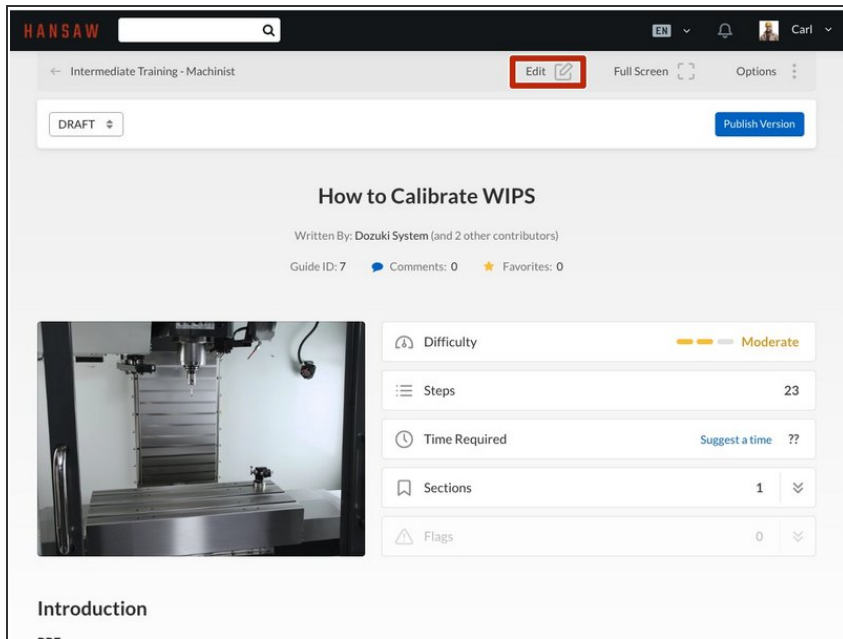 HANSAW
EN
Carl
← Intermediate Training - Machinist
Edit
Full Screen
Options
DRAFT
Publish Version
How to Calibrate WIPS
Written By: Dozuki System (and 2 other contributors)
Guide ID: 7 Comments: 0 Favorites: 0
Difficulty Moderate
Steps 23
Time Required Suggest a time ??
Sections 1
Flags 0
Introduction